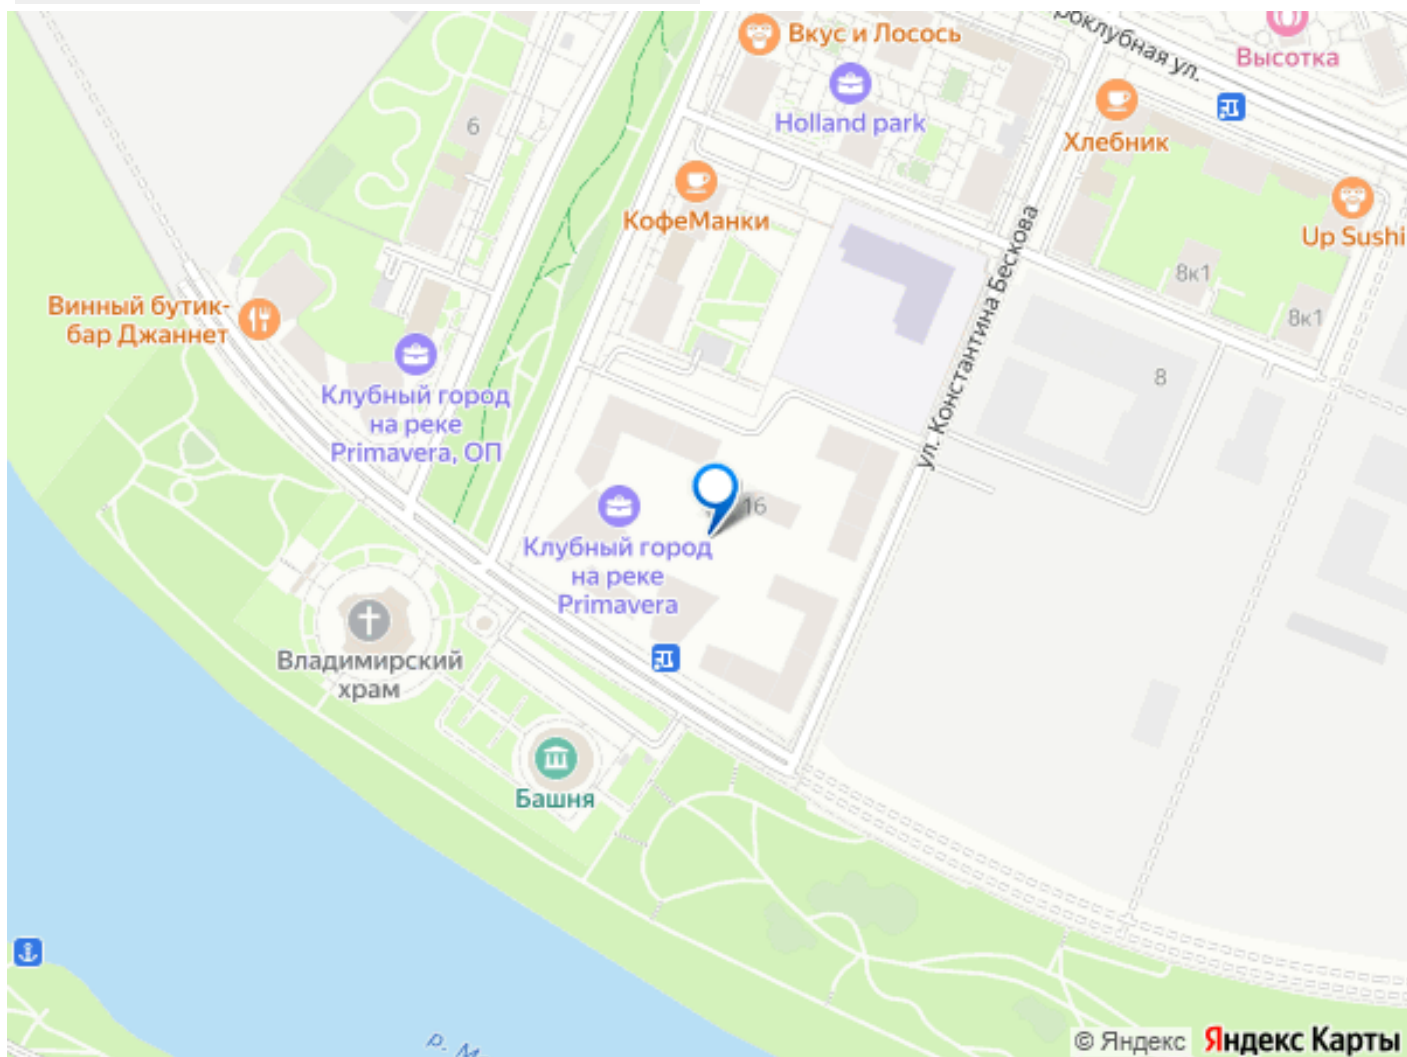 Вкус и Лосось
Высотка
Holland park
Хлебник
6
КофеМанки
Up Sushi
8к1
8к1
ул. Константина Бескова
Винный бутик-
бар Джаннет
8
Клубный город
на реке
Primavera, ОП
16
Клубный город
на реке
Primavera
Владимирский
храм
Башня
© Яндекс Яндекс Карты